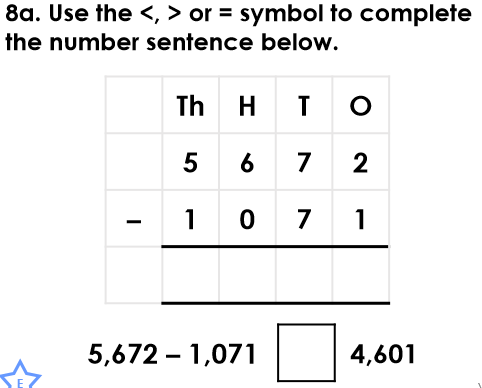 8a. Use the <, > or = symbol to complete
the number sentence below.
Th H T O
5 6 7 2
– 1 0 7 1
5,672 – 1,071 4,601
E